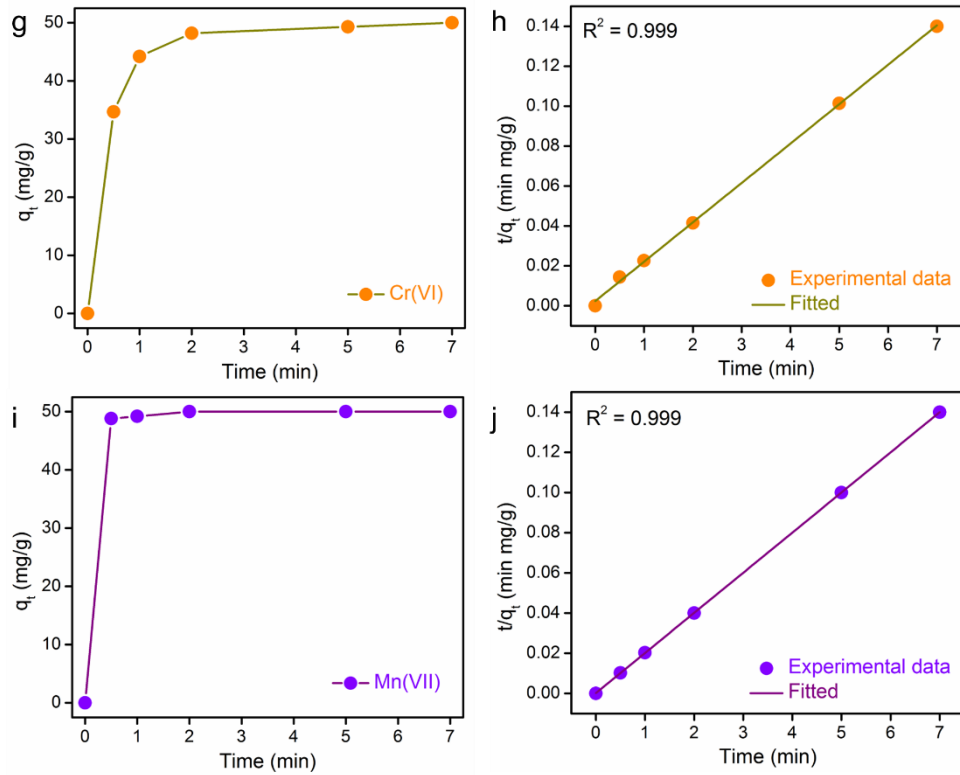 g
50
40
30
20
10
0
qt (mg/g)
Cr(VI)
0 1 2 3 4 5 6 7
Time (min)
h
R² = 0.999
0.14
0.12
0.10
0.08
0.06
0.04
0.02
0.00
t/qt (min mg/g)
Experimental data
Fitted
0 1 2 3 4 5 6 7
Time (min)
i
50
40
30
20
10
0
qt (mg/g)
Mn(VII)
0 1 2 3 4 5 6 7
Time (min)
j
R² = 0.999
0.14
0.12
0.10
0.08
0.06
0.04
0.02
0.00
t/qt (min mg/g)
Experimental data
Fitted
0 1 2 3 4 5 6 7
Time (min)